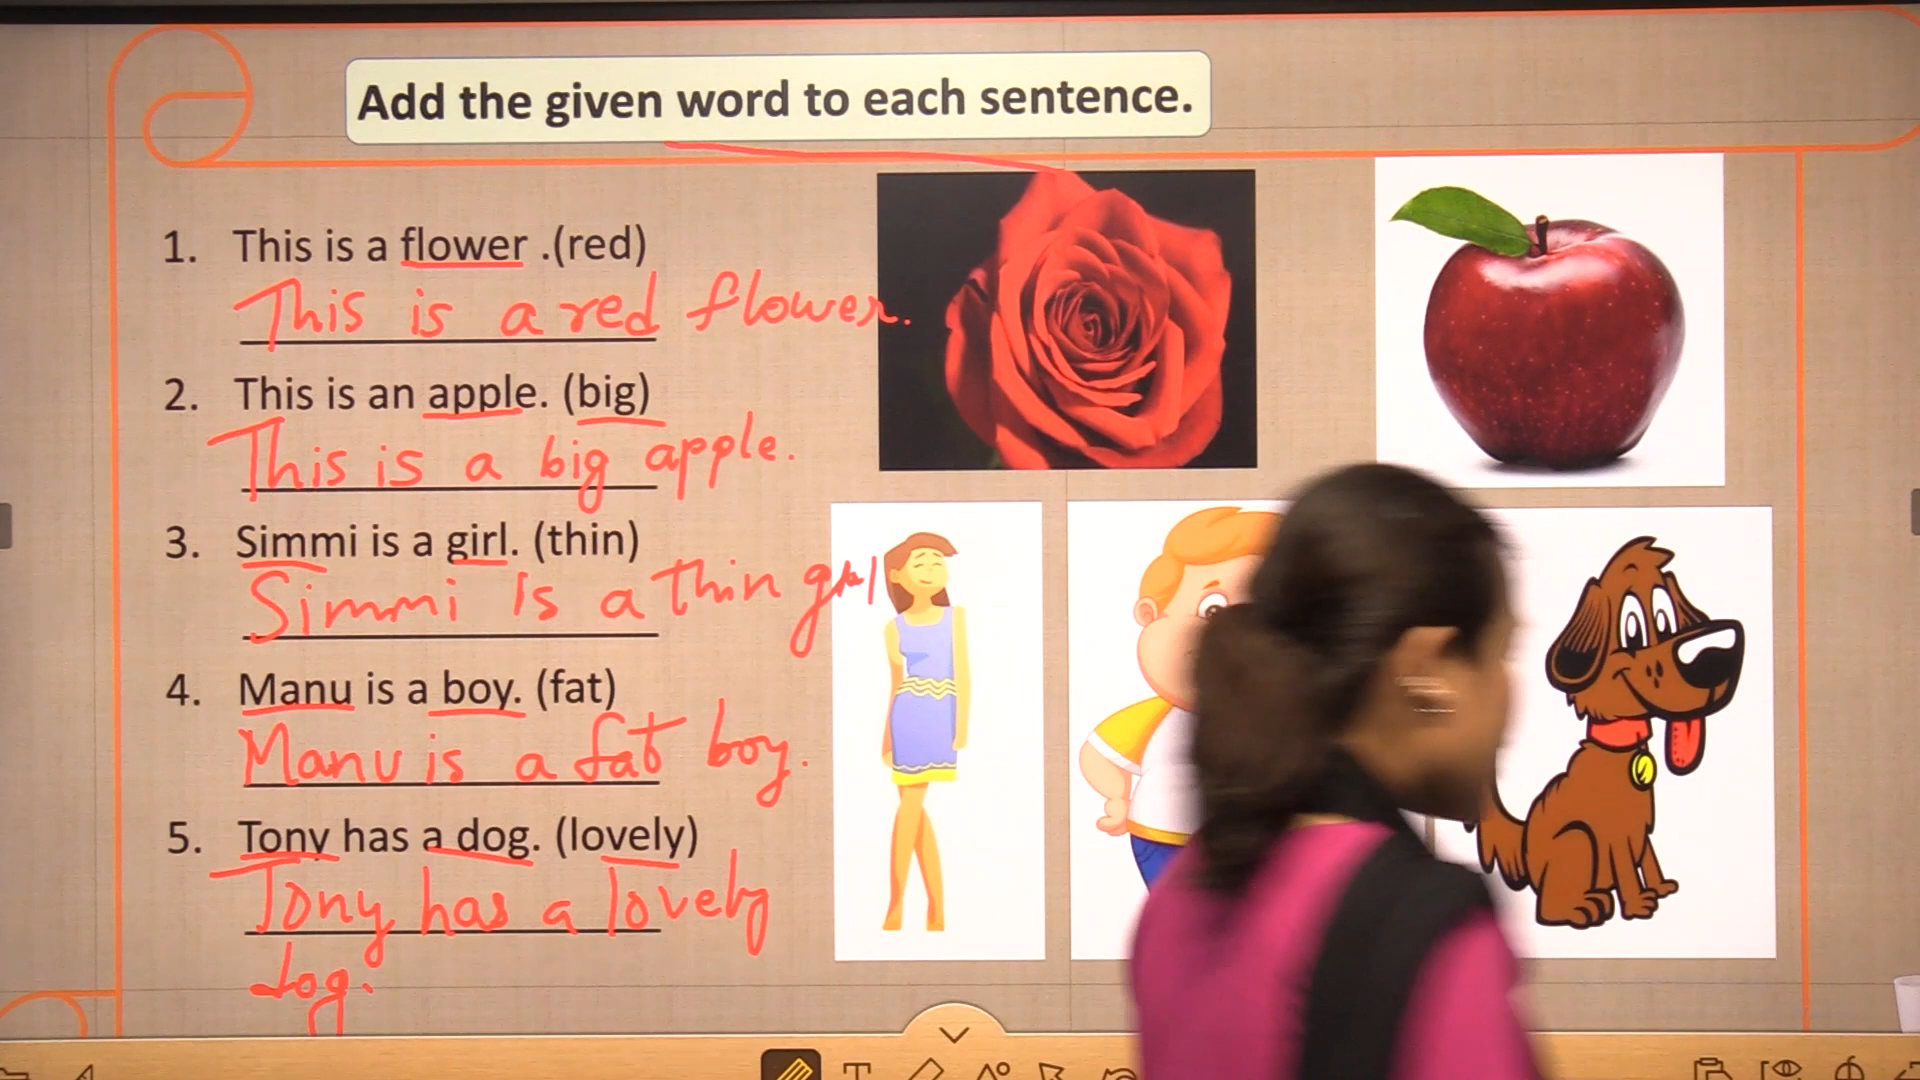 Add the given word to each sentence.
1. This is a flower .(red)
This is a red flower.
2. This is an apple. (big)
This is a big apple.
3. Simmi is a girl. (thin)
Simmi is a thin girl
4. Manu is a boy. (fat)
Manu is a fat boy.
5. Tony has a dog. (lovely)
Tony has a lovely
dog.